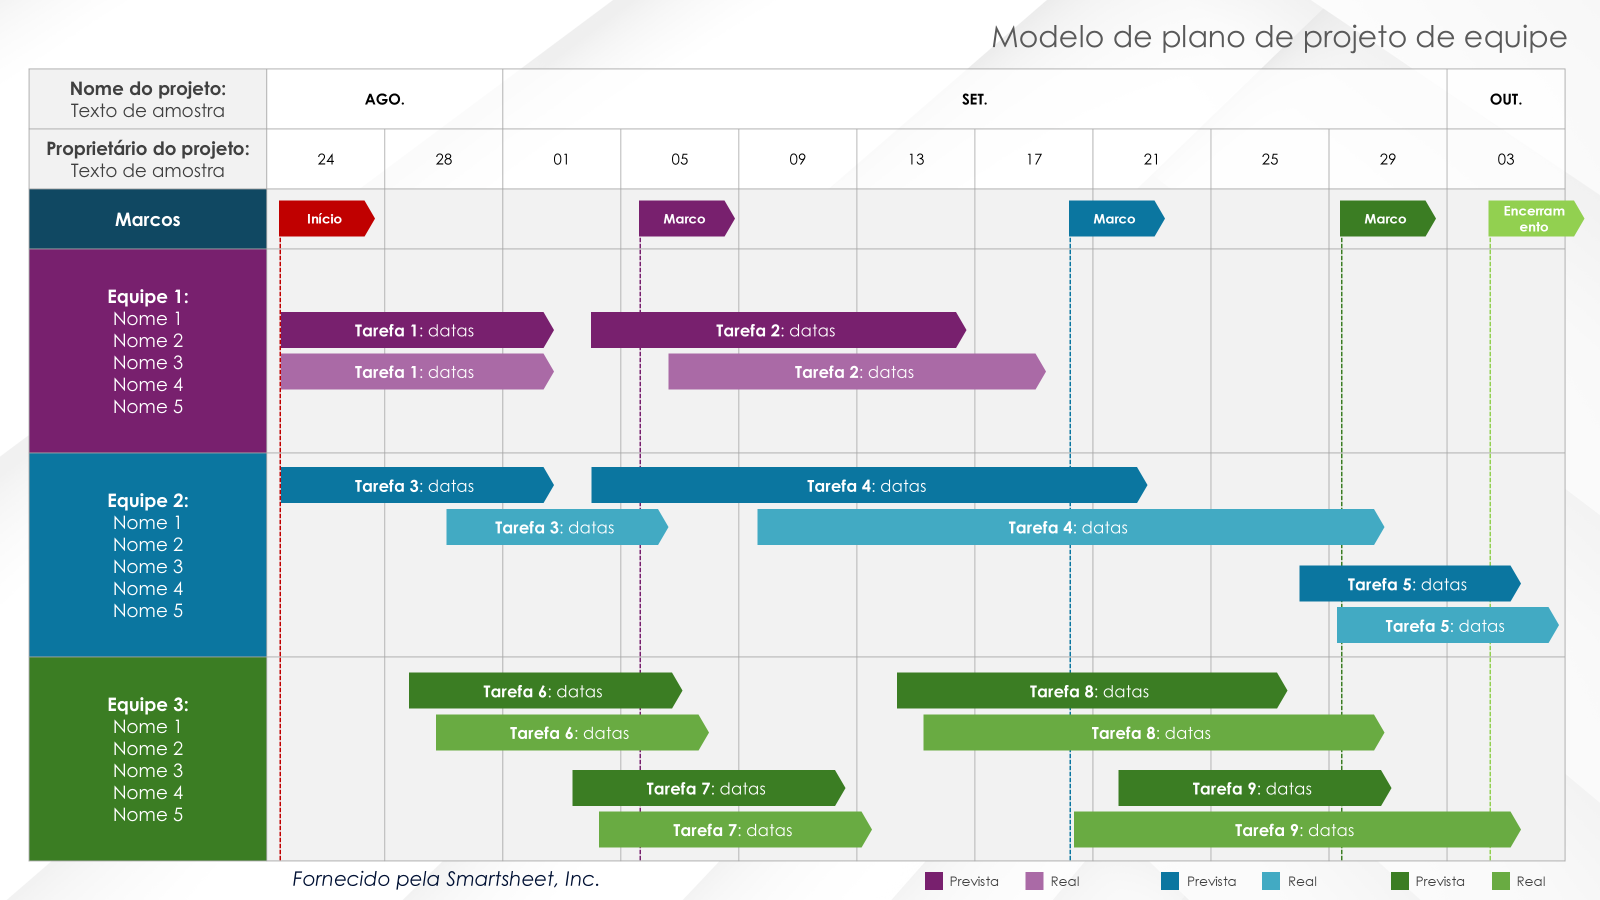 Modelo de plano de projeto de equipe
Nome do projeto:
Texto de amostra
AGO.
SET.
OUT.
Proprietário do projeto:
Texto de amostra
24
28
01
05
09
13
17
21
25
29
03
Marcos
Início
Marco
Marco
Marco
Encerram
ento
Equipe 1:
Nome 1
Nome 2
Nome 3
Nome 4
Nome 5
Tarefa 1: datas
Tarefa 2: datas
Tarefa 1: datas
Tarefa 2: datas
Equipe 2:
Nome 1
Nome 2
Nome 3
Nome 4
Nome 5
Tarefa 3: datas
Tarefa 4: datas
Tarefa 3: datas
Tarefa 4: datas
Tarefa 5: datas
Tarefa 5: datas
Equipe 3:
Nome 1
Nome 2
Nome 3
Nome 4
Nome 5
Tarefa 6: datas
Tarefa 8: datas
Tarefa 6: datas
Tarefa 8: datas
Tarefa 7: datas
Tarefa 9: datas
Tarefa 7: datas
Tarefa 9: datas
Fornecido pela Smartsheet, Inc.
Prevista
Real
Prevista
Real
Prevista
Real